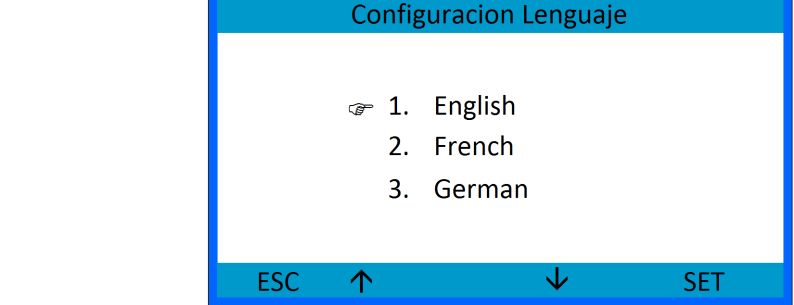 Configuracion Lenguaje
☞ 1. English
2. French
3. German
ESC ↑ ↓ SET